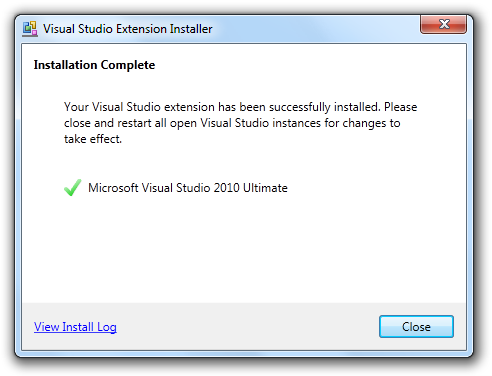 Visual Studio Extension Installer
Installation Complete
Your Visual Studio extension has been successfully installed. Please
close and restart all open Visual Studio instances for changes to
take effect.
Microsoft Visual Studio 2010 Ultimate
View Install Log
Close